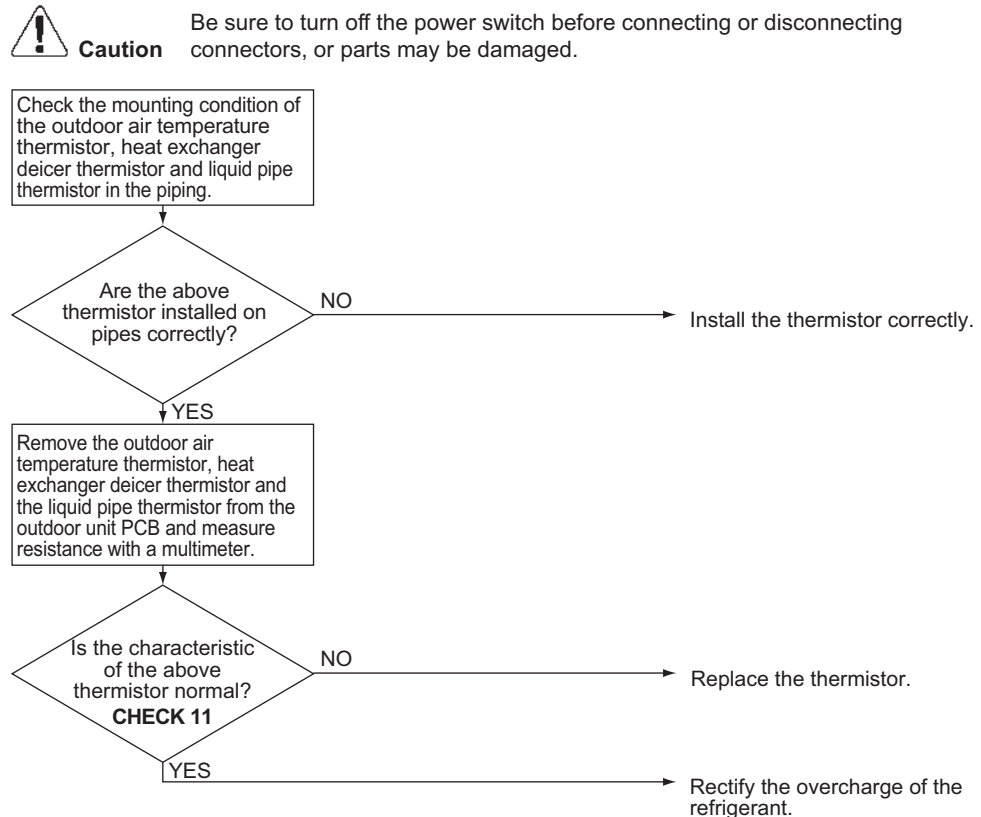 Be sure to turn off the power switch before connecting or disconnecting
Caution connectors, or parts may be damaged.
Check the mounting condition of
the outdoor air temperature
thermistor, heat exchanger
deicer thermistor and liquid pipe
thermistor in the piping.
Are the above
thermistor installed on
pipes correctly?
NO
Install the thermistor correctly.
YES
Remove the outdoor air
temperature thermistor, heat
exchanger deicer thermistor and
the liquid pipe thermistor from the
outdoor unit PCB and measure
resistance with a multimeter.
Is the characteristic
of the above
thermistor normal?
CHECK 11
NO
Replace the thermistor.
YES
Rectify the overcharge of the
refrigerant.